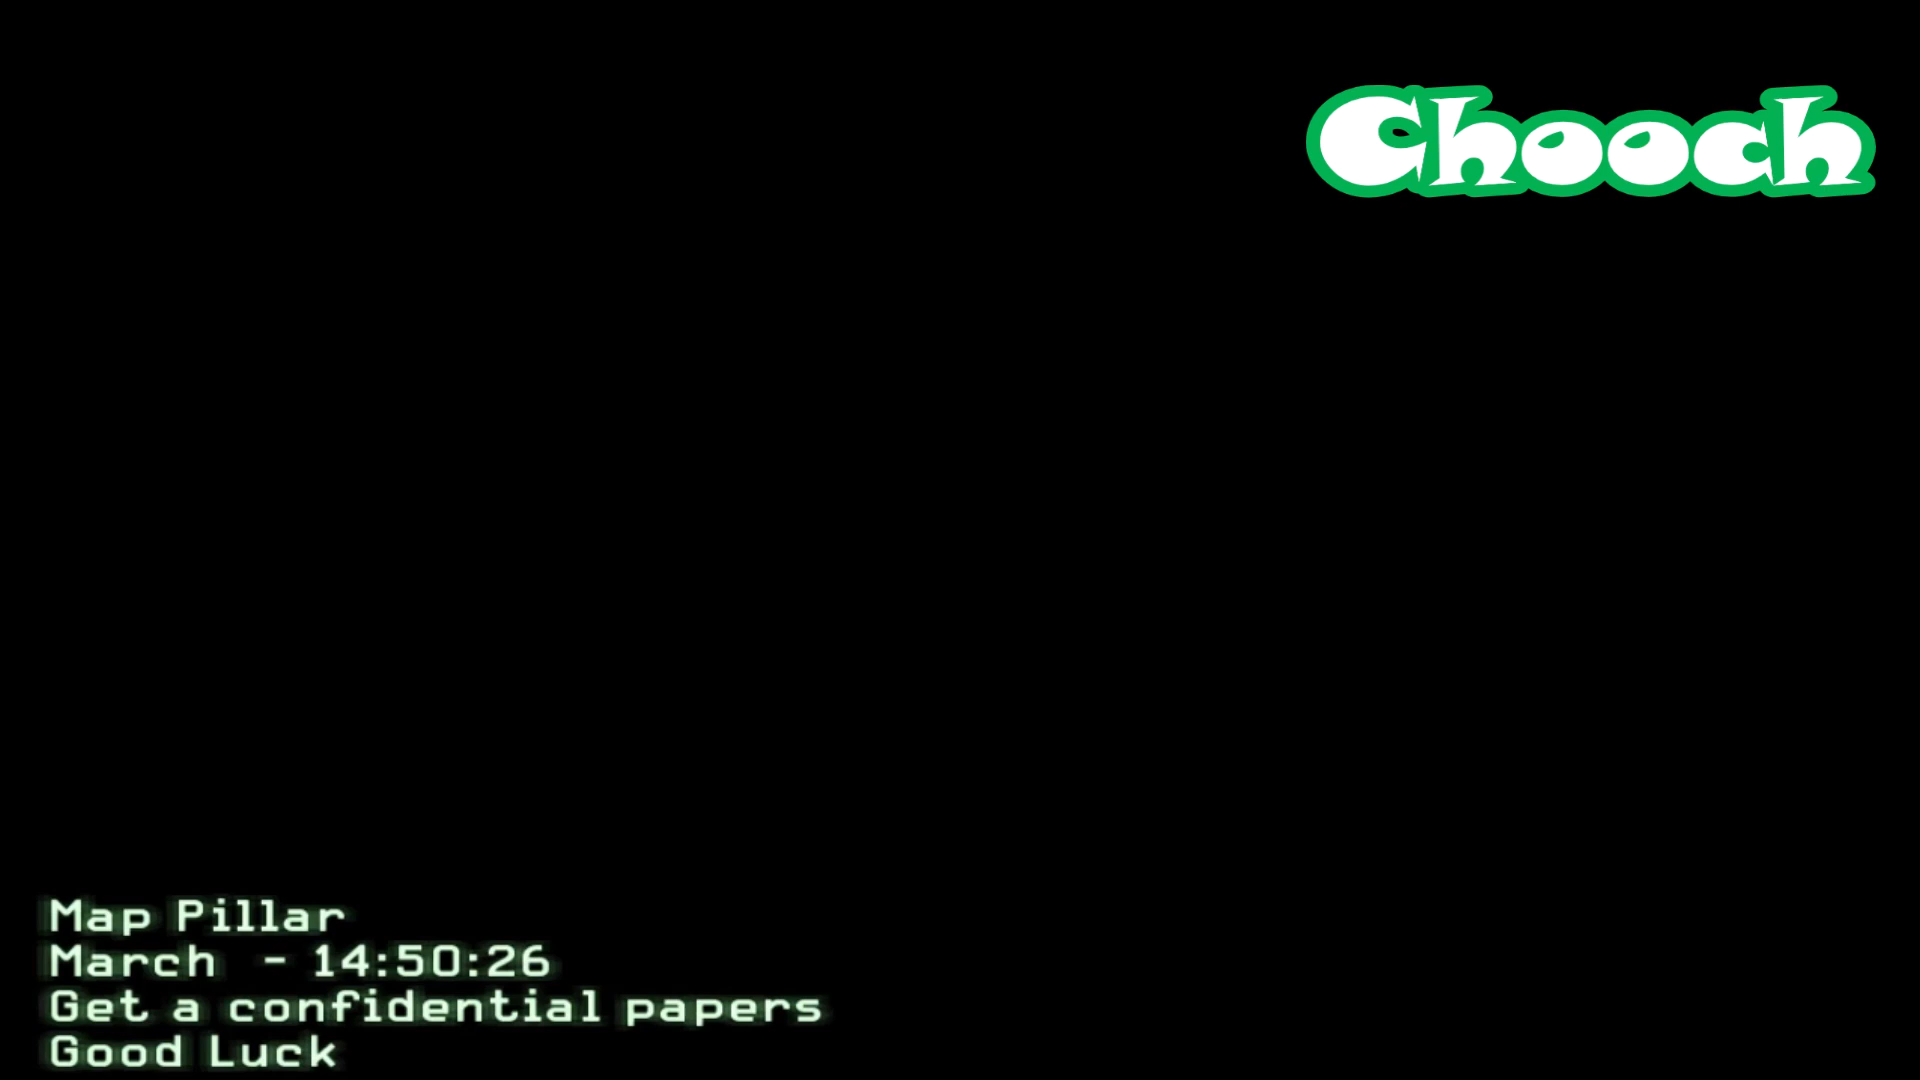 Chooch
Map Pillar
March  - 14:50:26
Get a confidential papers
Good Luck